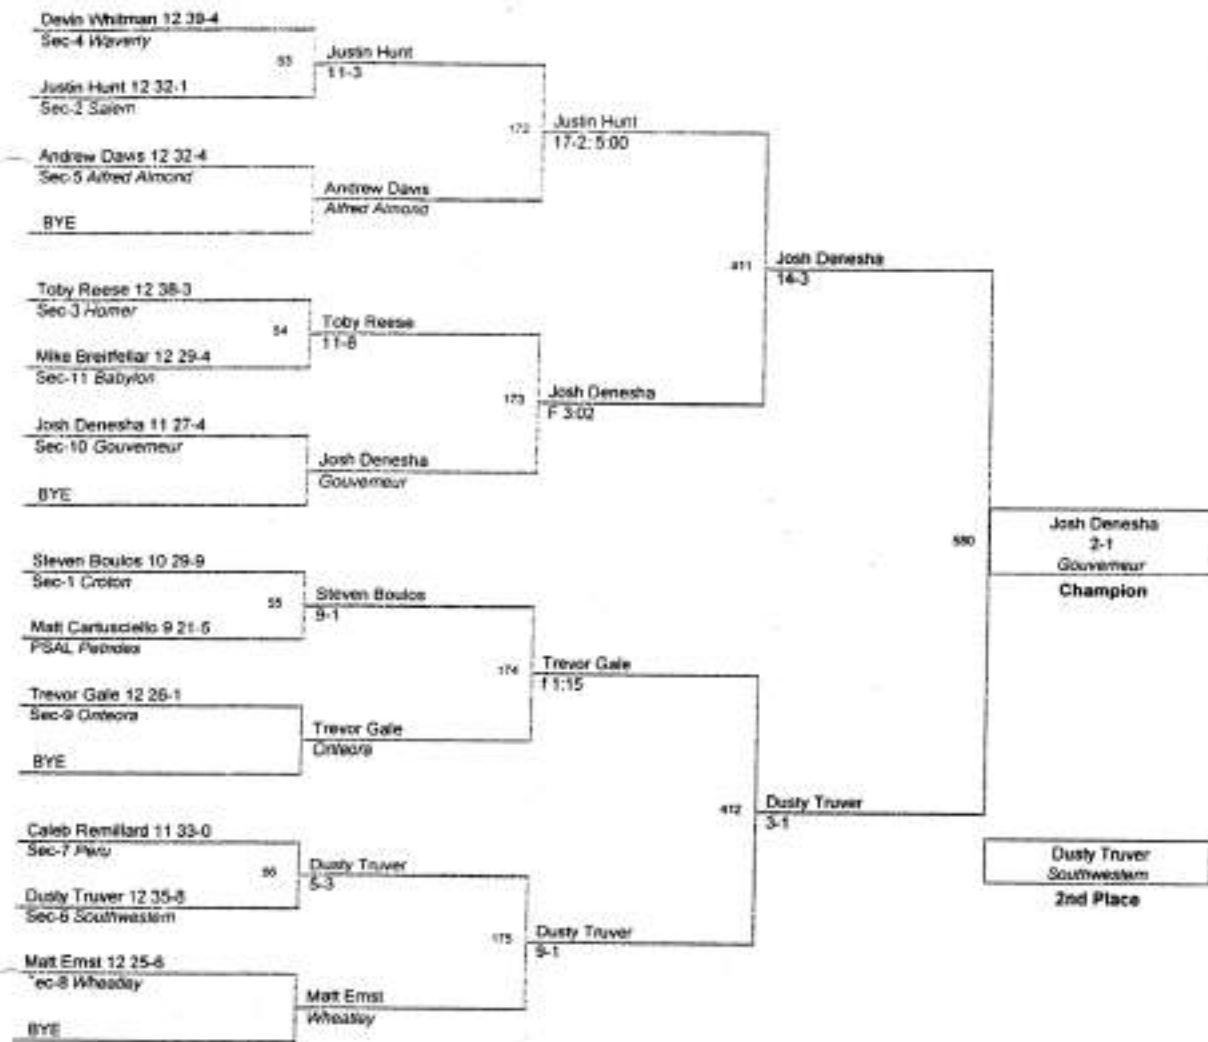 Devin Whitman 12 39-4
Sec-4 Waverly
53
Justin Hunt
11-3
Justin Hunt 12 32-1
Sec-2 Salem
172
Justin Hunt
17-2; 5:00
Andrew Davis 12 32-4
Sec-5 Alfred Almond
Andrew Davis
Alfred Almond
BYE
411
Josh Denesha
14-3
Toby Reese 12 38-3
Sec-3 Homer
54
Toby Reese
11-8
Mike Breitfellar 12 29-4
Sec-11 Babylon
173
Josh Denesha
F 3:02
Josh Denesha 11 27-4
Sec-10 Gouverneur
Josh Denesha
Gouverneur
BYE
580
Josh Denesha
2-1
Gouverneur
Champion
Steven Boulos 10 29-9
Sec-1 Croton
55
Steven Boulos
9-1
Matt Cartusciello 9 21-5
PSAL Petrides
174
Trevor Gale
f 1:15
Trevor Gale 12 26-1
Sec-9 Onteora
Trevor Gale
Onteora
BYE
412
Dusty Truver
3-1
Caleb Remillard 11 33-0
Sec-7 Peru
56
Dusty Truver
5-3
Dusty Truver 12 35-8
Sec-6 Southwestern
175
Dusty Truver
9-1
Matt Ernst 12 25-6
ec-8 Wheatley
Matt Ernst
Wheatley
BYE
Dusty Truver
Southwestern
2nd Place